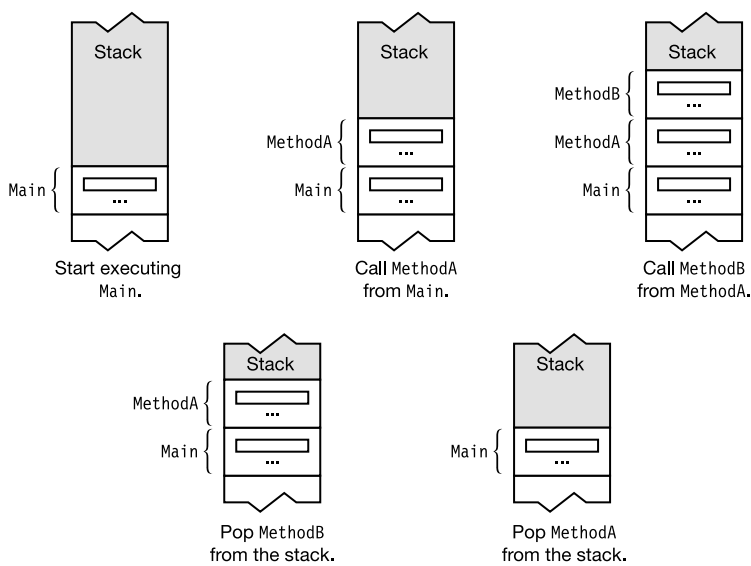 Stack
Main
...
Start executing
Main.
Stack
MethodA
...
Main
...
Call MethodA
from Main.
Stack
MethodB
...
MethodA
...
Main
...
Call MethodB
from MethodA.
Stack
MethodA
...
Main
...
Pop MethodB
from the stack.
Stack
Main
...
Pop MethodA
from the stack.